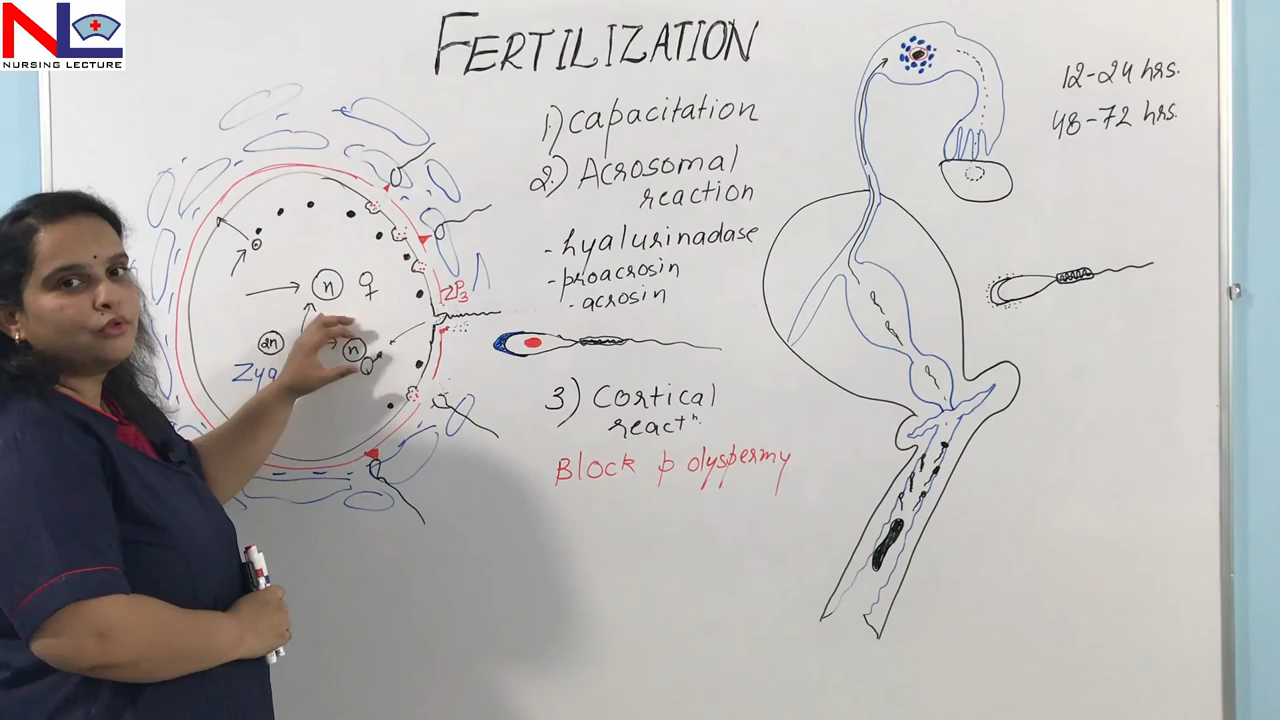 NL
NURSING LECTURE
FERTILIZATION
1) Capacitation
2.) Acrosomal
reaction
- hyalurinadase
- proacrosin
- acrosin
3) Cortical
reactⁿ.
Block polyspermy
12-24 hrs.
48-72 hrs.
ZP3
n ♀
2n
n